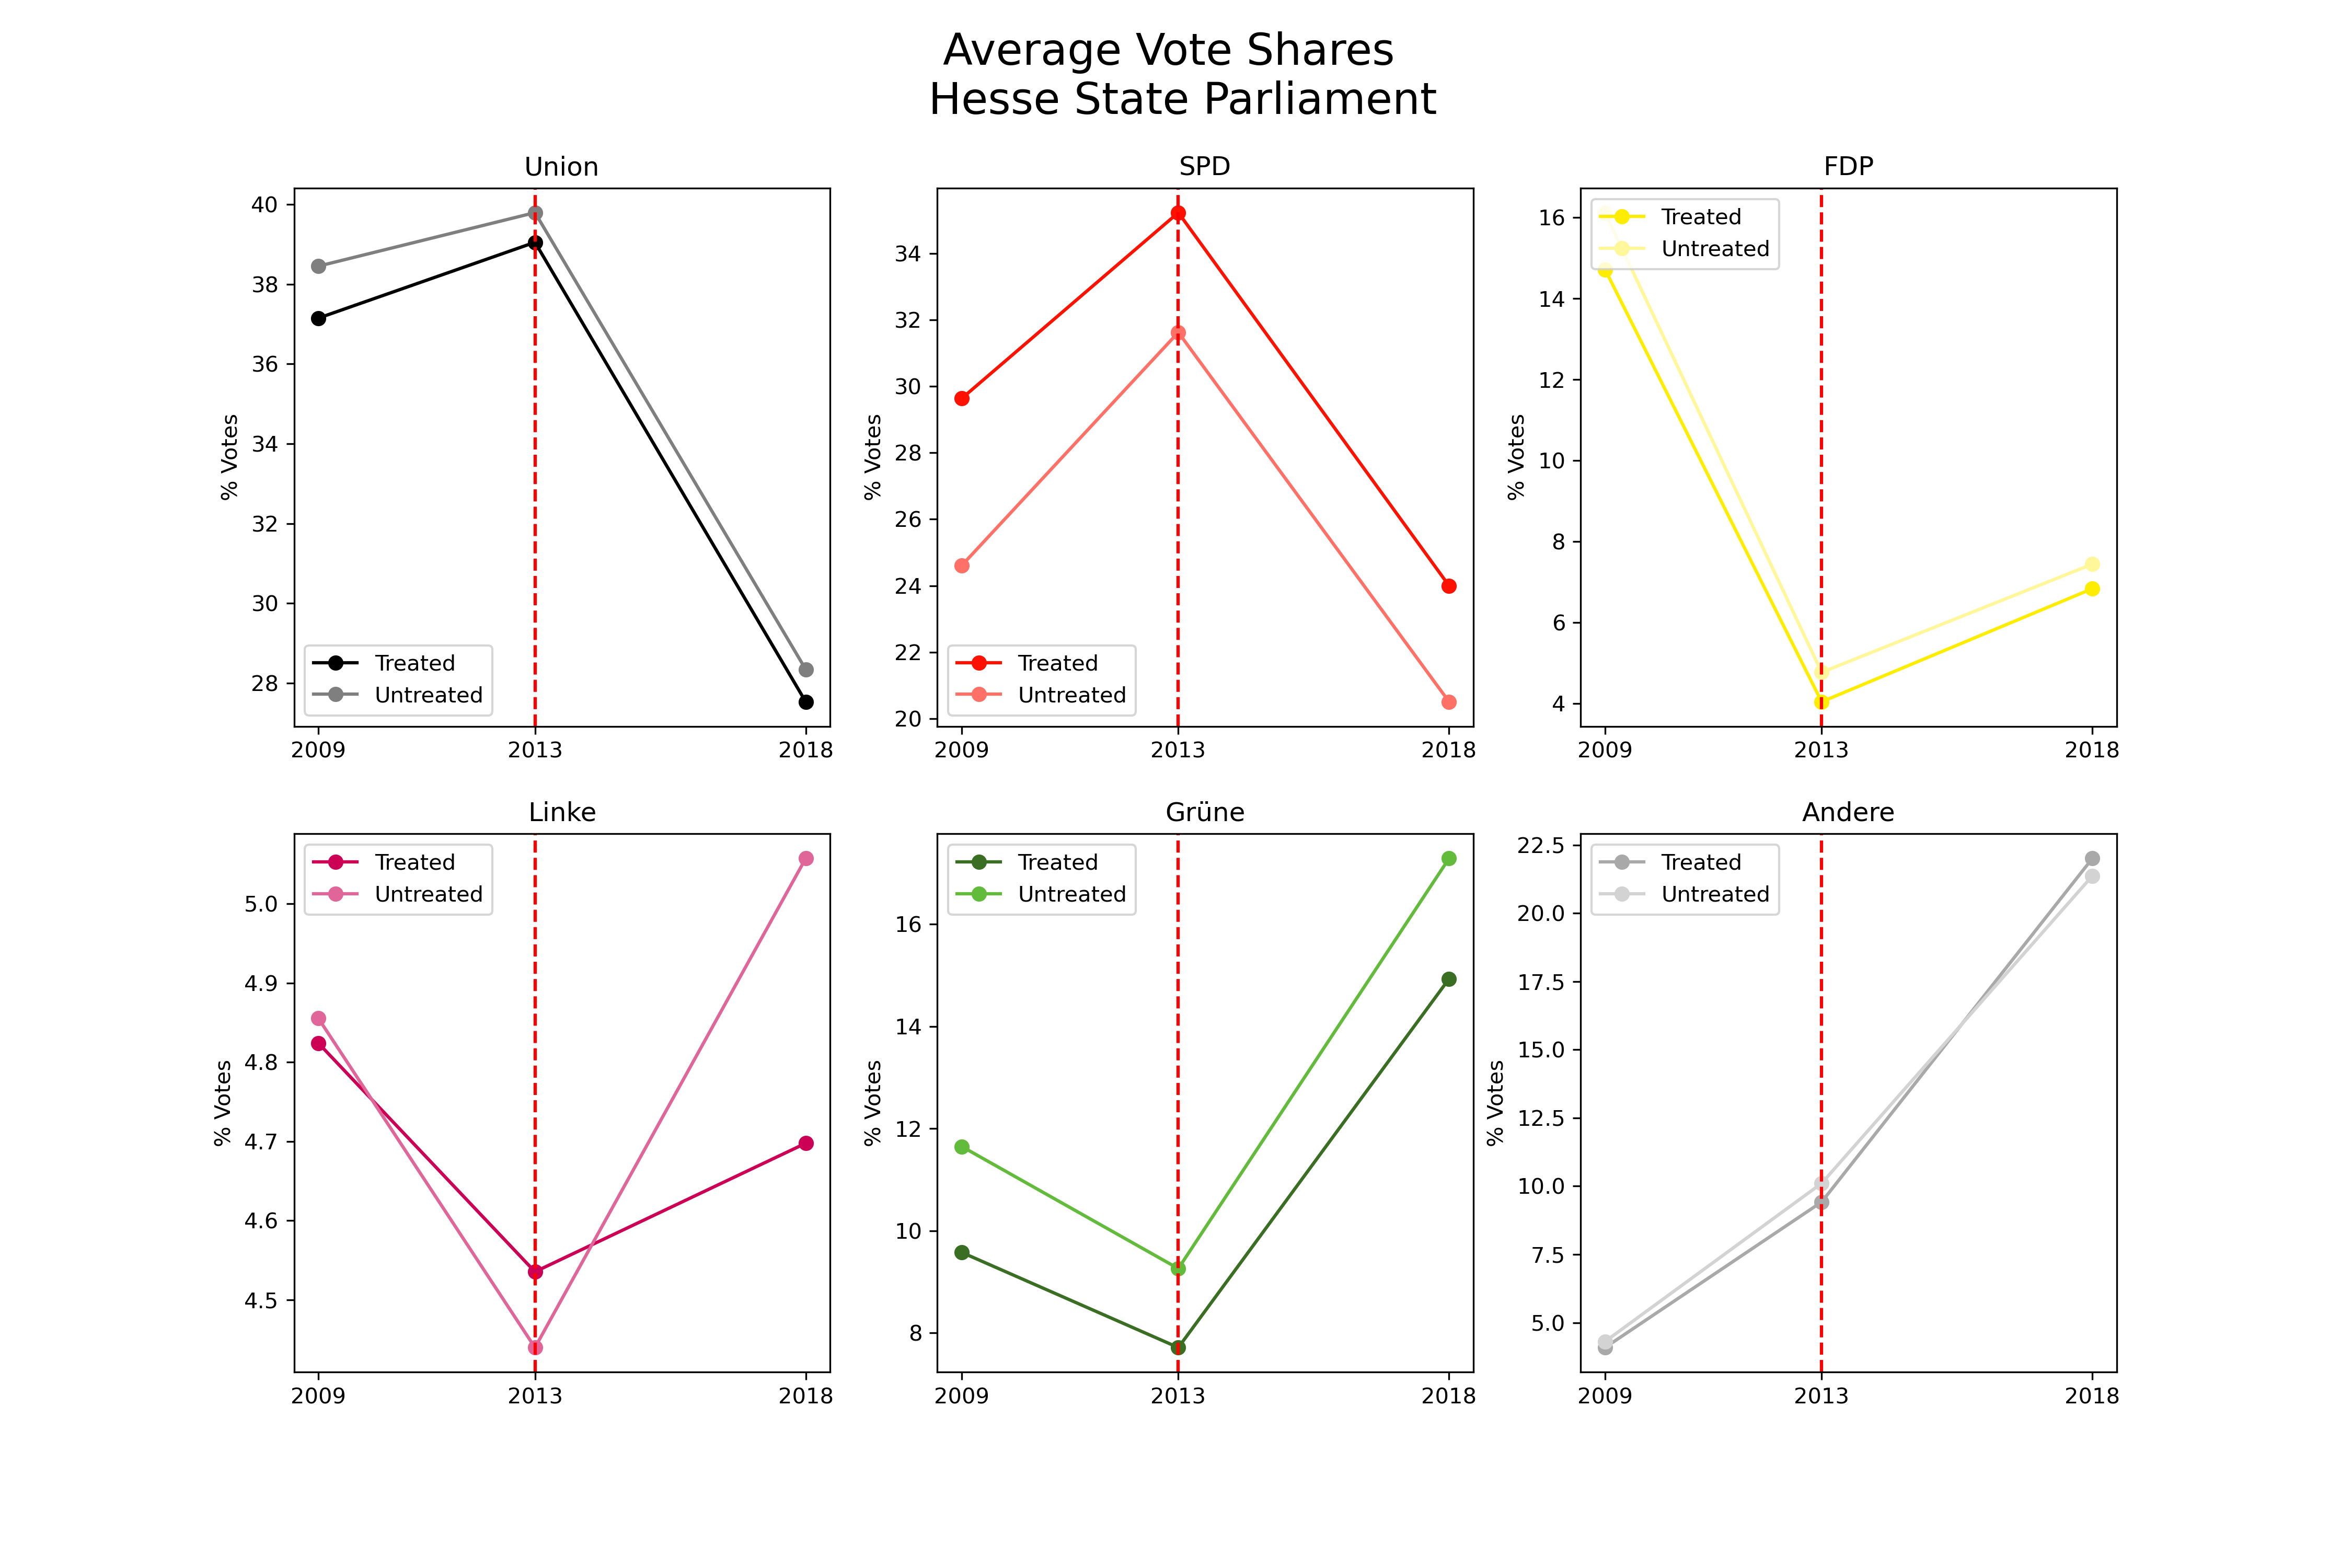 Average Vote Shares
Hesse State Parliament
Union
40
38
36
34
32
30
28
% Votes
Treated
Untreated
2009
2013
2018
SPD
34
32
30
28
26
24
22
20
% Votes
Treated
Untreated
2009
2013
2018
FDP
16
14
12
10
8
6
4
% Votes
Treated
Untreated
2009
2013
2018
Linke
5.0
4.9
4.8
4.7
4.6
4.5
% Votes
Treated
Untreated
2009
2013
2018
Grüne
16
14
12
10
8
% Votes
Treated
Untreated
2009
2013
2018
Andere
22.5
20.0
17.5
15.0
12.5
10.0
7.5
5.0
% Votes
Treated
Untreated
2009
2013
2018